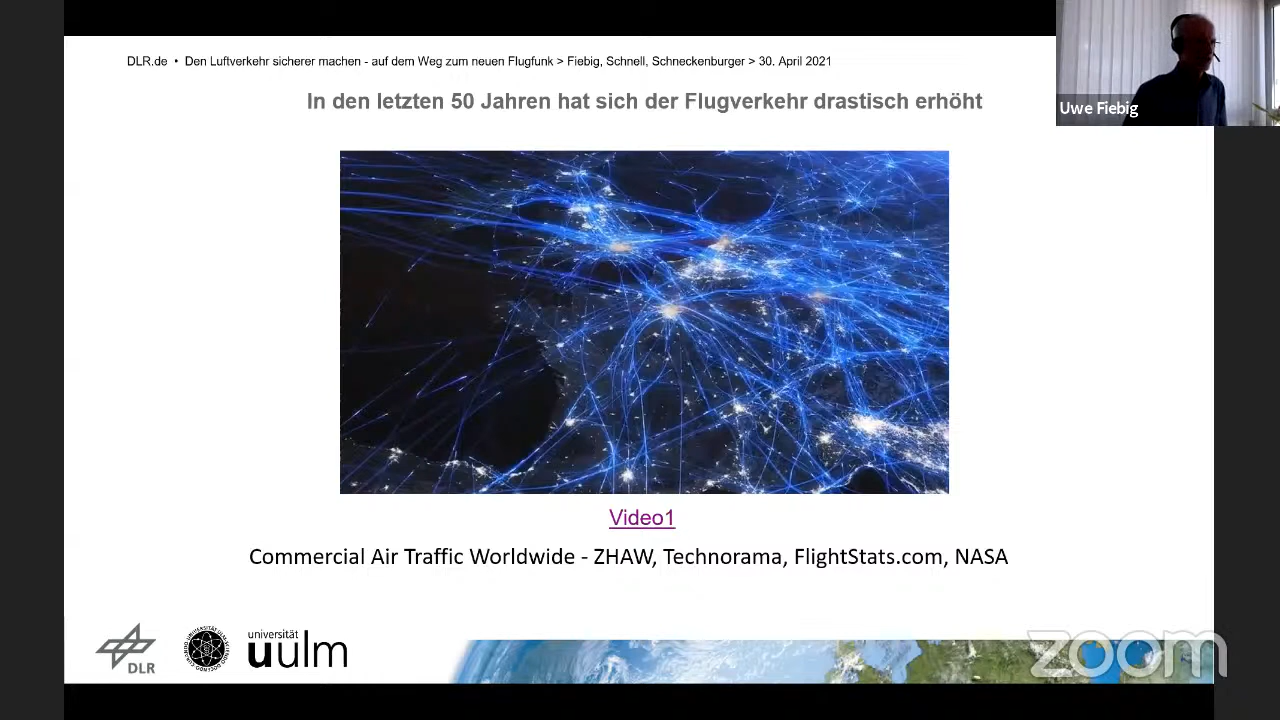 DLR.de • Den Luftverkehr sicherer machen - auf dem Weg zum neuen Flugfunk > Fiebig, Schnell, Schneckenburger > 30. April 2021
In den letzten 50 Jahren hat sich der Flugverkehr drastisch erhöht
Uwe Fiebig
Video1
Commercial Air Traffic Worldwide - ZHAW, Technorama, FlightStats.com, NASA
DLR
universität
uulm
zoom